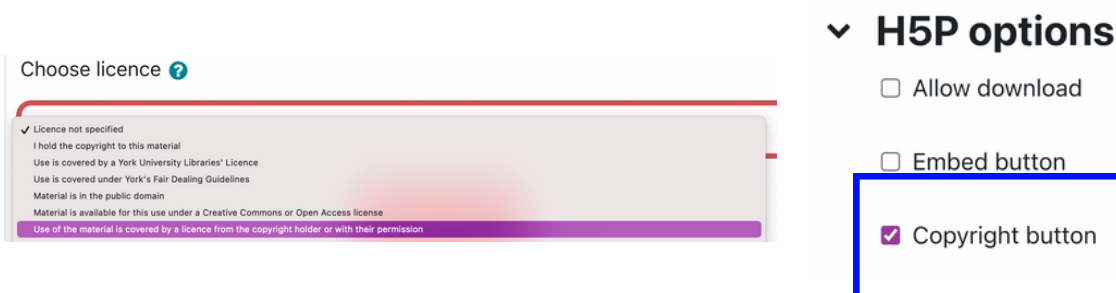 Choose licence ?
✓ Licence not specified
I hold the copyright to this material
Use is covered by a York University Libraries' Licence
Use is covered under York's Fair Dealing Guidelines
Material is in the public domain
Material is available for this use under a Creative Commons or Open Access license
Use of the material is covered by a licence from the copyright holder or with their permission
H5P options
Allow download
Embed button
Copyright button